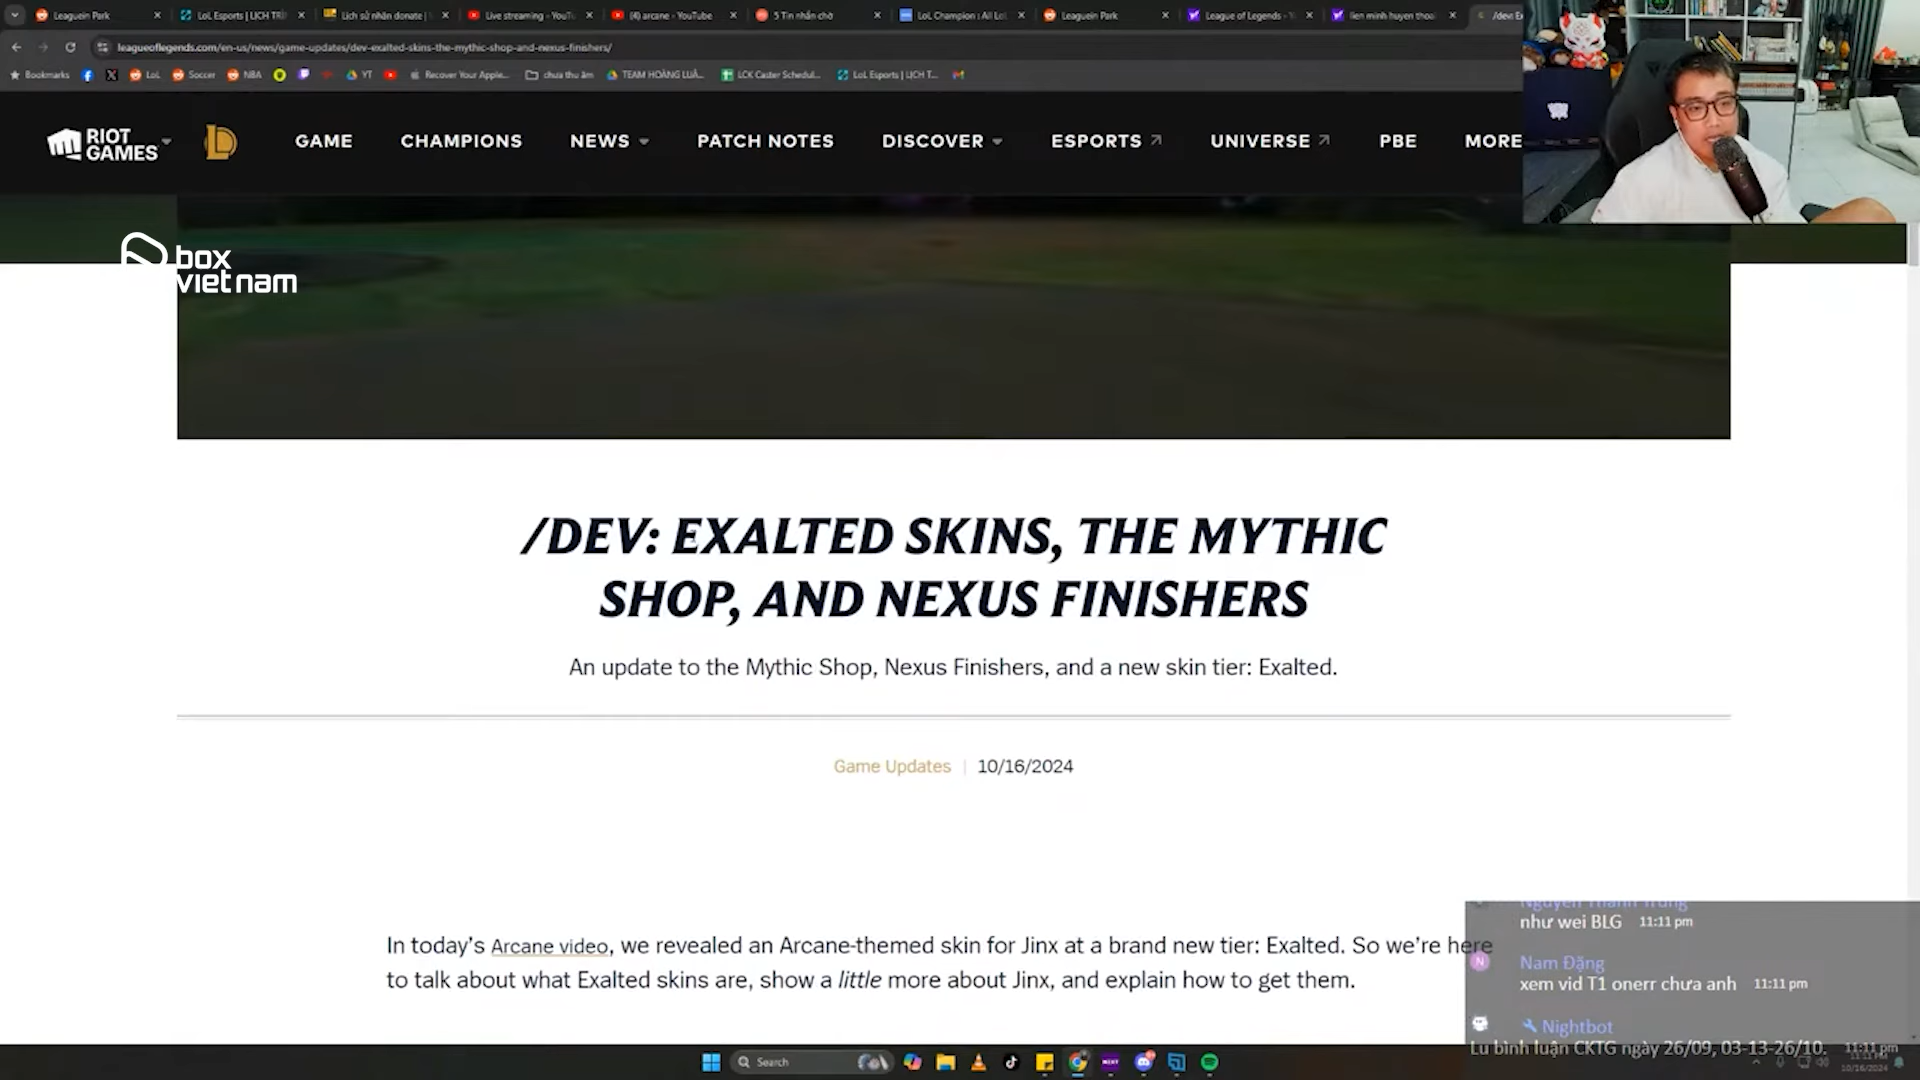 Leaguein Park
LoL Esports | LỊCH TRÌ
Lịch sử nhận donate |
Live streaming - YouTu
(4) arcane - YouTube
5 Tin nhắn chờ
LoL Champion : All Lo
Leaguein Park
League of Legends - Y
lien minh huyen thoa
/dev: E
leagueoflegends.com/en-us/news/game-updates/dev-exalted-skins-the-mythic-shop-and-nexus-finishers/
Bookmarks
LoL
Soccer
NBA
YT
Recover Your Apple...
chưa thu âm
TEAM HOÀNG LUÂ...
LCK Caster Schedul...
LoL Esports | LỊCH T...
RIOT
GAMES
GAME
CHAMPIONS
NEWS
PATCH NOTES
DISCOVER
ESPORTS
UNIVERSE
PBE
MORE
box
vietnam
/DEV: EXALTED SKINS, THE MYTHIC
SHOP, AND NEXUS FINISHERS
An update to the Mythic Shop, Nexus Finishers, and a new skin tier: Exalted.
Game Updates | 10/16/2024
In today's Arcane video, we revealed an Arcane-themed skin for Jinx at a brand new tier: Exalted. So we're here
to talk about what Exalted skins are, show a little more about Jinx, and explain how to get them.
Nguyễn Thành Trung
như wei BLG 11:11 pm
N
Nam Đặng
xem vid T1 onerr chưa anh 11:11 pm
Nightbot
Lu bình luận CKTG ngày 26/09, 03-13-26/10. 11:11 pm
Search
10/16/2024